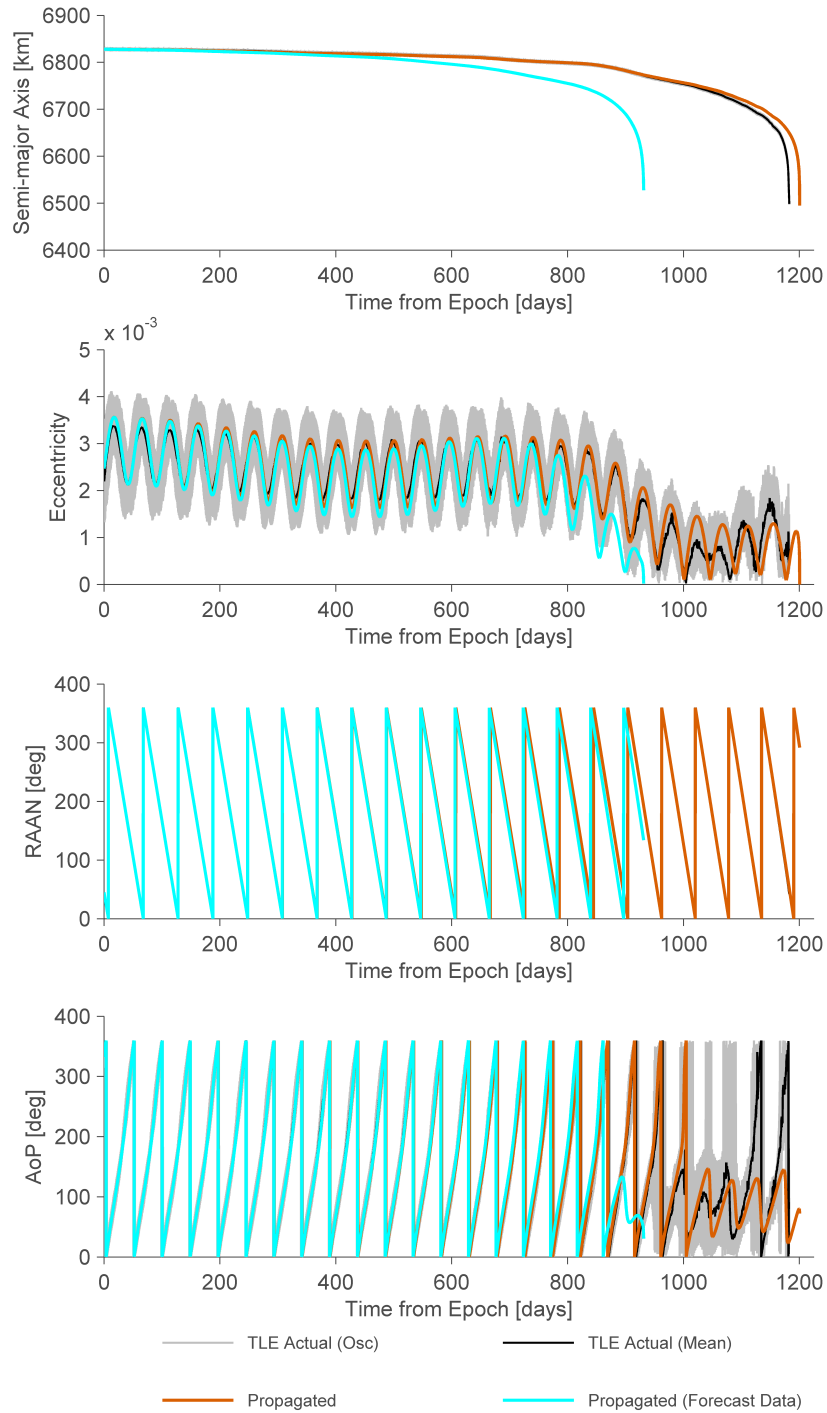 6900
6800
6700
6600
6500
6400
Semi-major Axis [km]
0 200 400 600 800 1000 1200
Time from Epoch [days]
x 10-3
5
4
3
2
1
0
Eccentricity
0 200 400 600 800 1000 1200
Time from Epoch [days]
400
300
200
100
0
RAAN [deg]
0 200 400 600 800 1000 1200
Time from Epoch [days]
400
300
200
100
0
AoP [deg]
0 200 400 600 800 1000 1200
Time from Epoch [days]
TLE Actual (Osc) TLE Actual (Mean)
Propagated Propagated (Forecast Data)